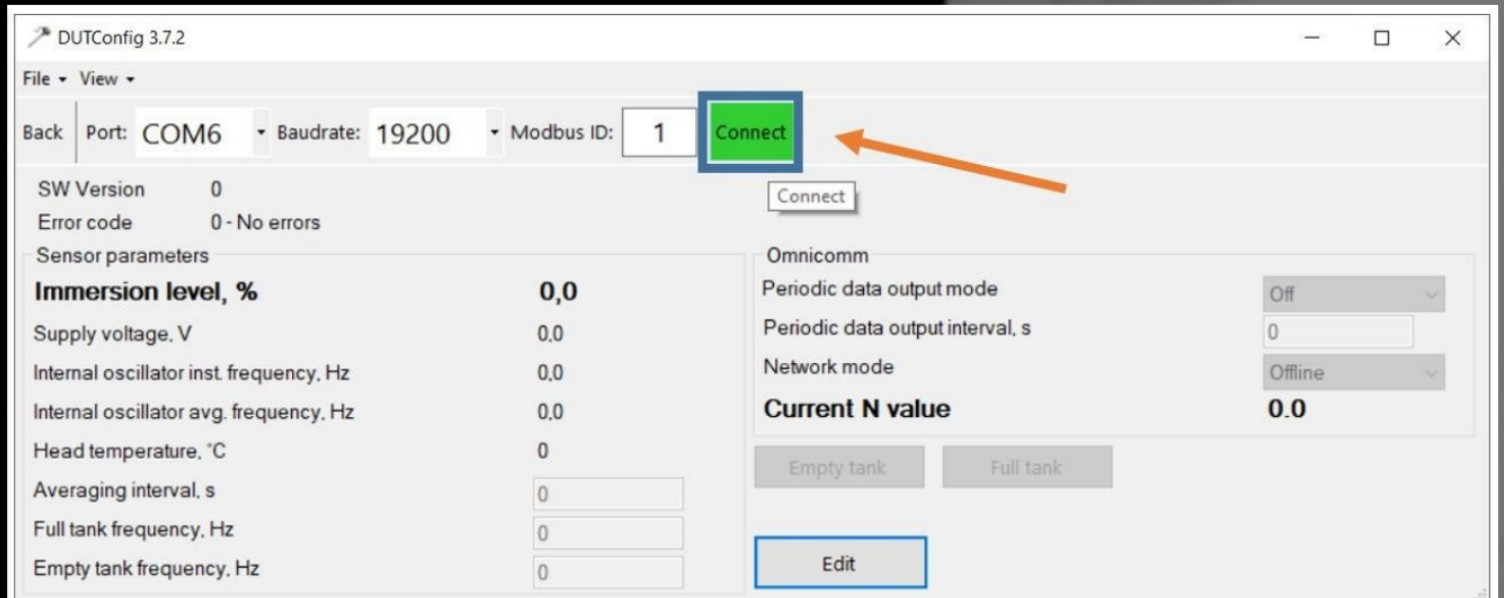 DUTConfig 3.7.2
File View
Back Port: COM6 Baudrate: 19200 Modbus ID: 1 Connect
Connect
SW Version 0
Error code 0 - No errors
Sensor parameters
Immersion level, % 0,0
Supply voltage, V 0,0
Internal oscillator inst. frequency, Hz 0,0
Internal oscillator avg. frequency, Hz 0,0
Head temperature, °C 0
Averaging interval, s 0
Full tank frequency, Hz 0
Empty tank frequency, Hz 0
Omnicomm
Periodic data output mode Off
Periodic data output interval, s 0
Network mode Offline
Current N value 0.0
Empty tank Full tank
Edit